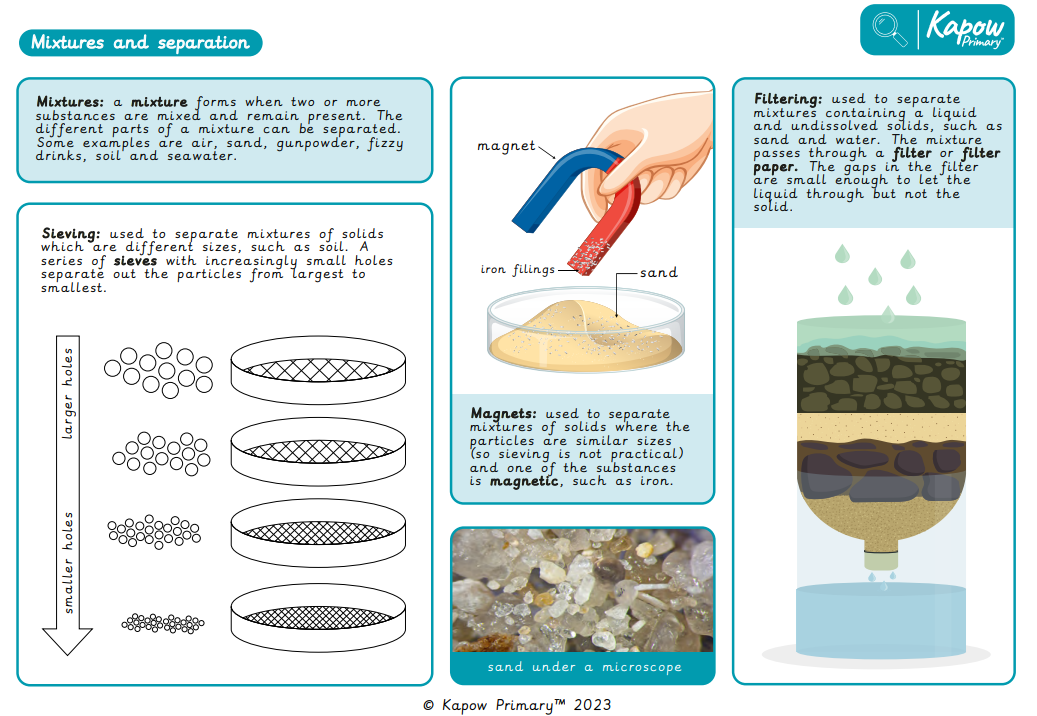 Mixtures and separation
Kapow
Primary™
Mixtures: a mixture forms when two or more
substances are mixed and remain present. The
different parts of a mixture can be separated.
Some examples are air, sand, gunpowder, fizzy
drinks, soil and seawater.
Sieving: used to separate mixtures of solids
which are different sizes, such as soil. A
series of sieves with increasingly small holes
separate out the particles from largest to
smallest.
larger holes
smaller holes
magnet
iron filings
sand
Magnets: used to separate
mixtures of solids where the
particles are similar sizes
(so sieving is not practical)
and one of the substances
is magnetic, such as iron.
sand under a microscope
Filtering: used to separate
mixtures containing a liquid
and undissolved solids, such as
sand and water. The mixture
passes through a filter or filter
paper. The gaps in the filter
are small enough to let the
liquid through but not the
solid.
© Kapow Primary™ 2023